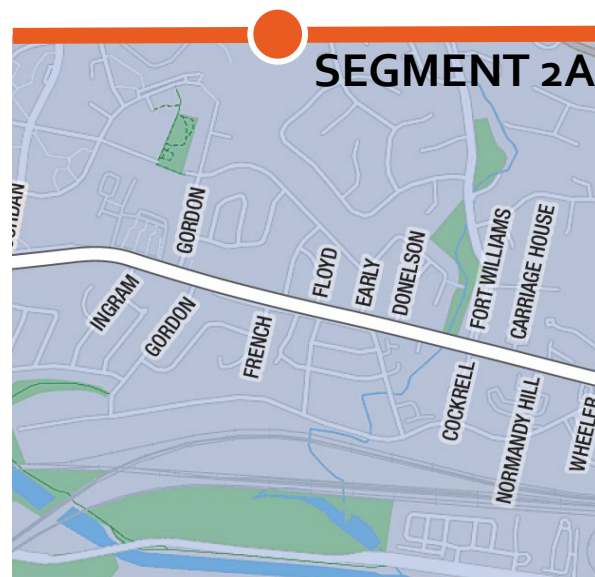 SEGMENT 2A
GORDON
FLOYD
EARLY
DONELSON
FORT WILLIAMS
CARRIAGE HOUSE
INGRAM
GORDON
FRENCH
COCKRELL
NORMANDY HILL
WHEELER